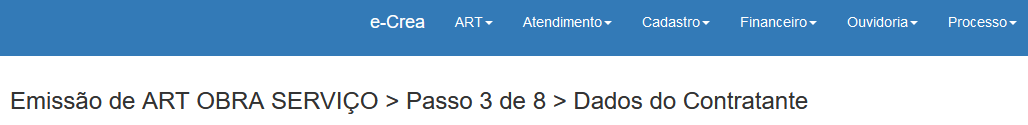 e-Crea ART Atendimento Cadastro Financeiro Ouvidoria Processo
Emissão de ART OBRA SERVIÇO > Passo 3 de 8 > Dados do Contratante